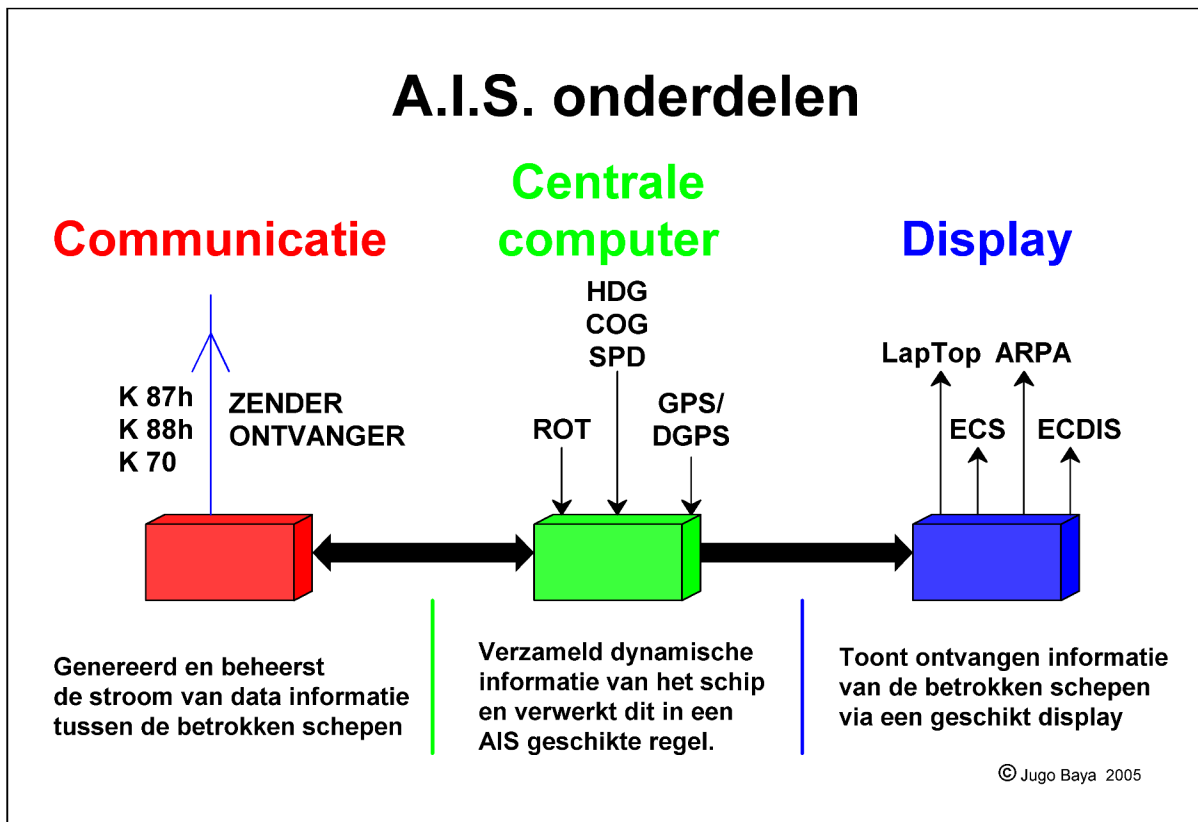 A.I.S. onderdelen
Communicatie
Centrale
computer
Display
K 87h
K 88h
K 70
ZENDER
ONTVANGER
HDG
COG
SPD
ROT
GPS/
DGPS
LapTop
ARPA
ECS
ECDIS
Genereerd en beheerst
de stroom van data informatie
tussen de betrokken schepen
Verzameld dynamische
informatie van het schip
en verwerkt dit in een
AIS geschikte regel.
Toont ontvangen informatie
van de betrokken schepen
via een geschikt display
© Jugo Baya 2005